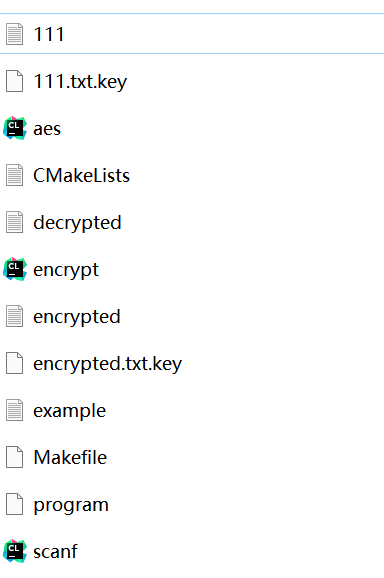 111
111.txt.key
aes
CMakeLists
decrypted
encrypt
encrypted
encrypted.txt.key
example
Makefile
program
scanf